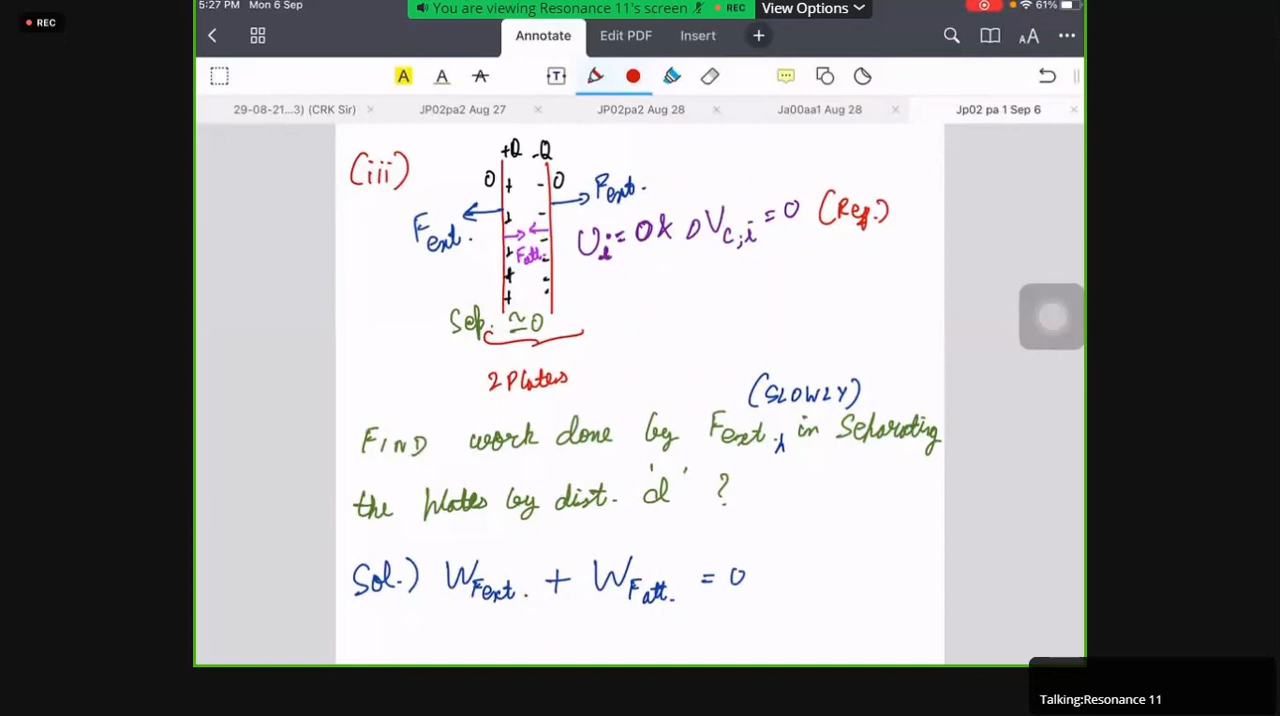 5:27 PM Mon 6 Sep
You are viewing Resonance 11's screen
REC
View Options
61%
REC
Annotate
Edit PDF
Insert
29-08-21...3) (CRK Sir)
JP02pa2 Aug 27
JP02pa2 Aug 28
Ja00aa1 Aug 28
Jp02 pa 1 Sep 6
(iii)
+Q -Q
0 0
Fext.
Fext.
Fatt.
Ui = 0 & ΔVc,i = 0 (Ref.)
Sep. ≃ 0
2 Plates
(SLOWLY)
FIND work done by Fext. in Separating
the plates by dist. 'd' ?
Sol.) WFext. + WFatt. = 0
Talking:Resonance 11